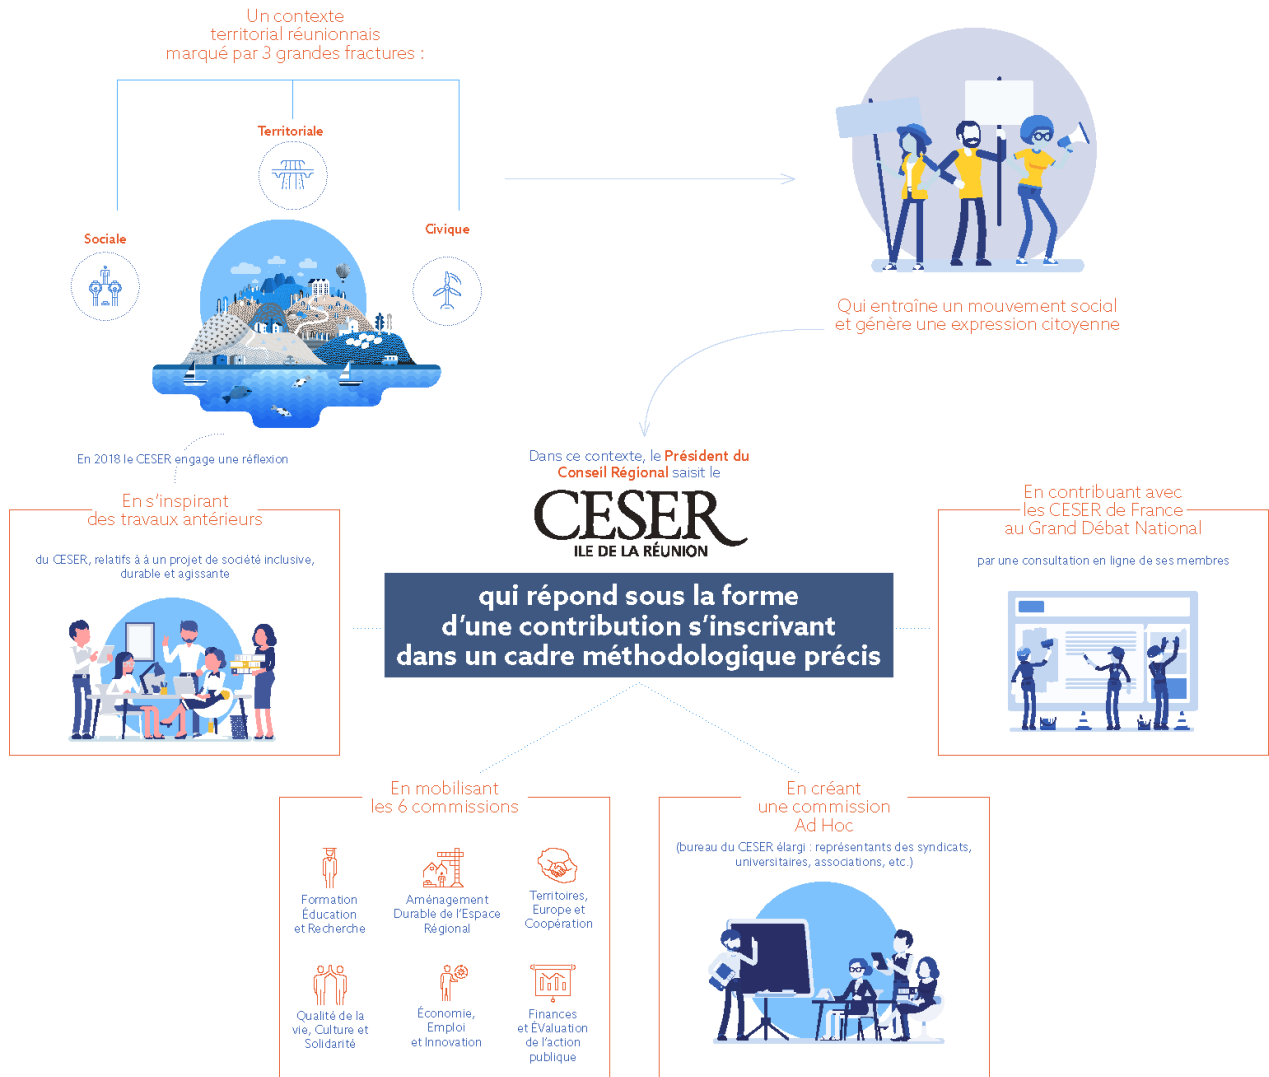 Un contexte
territorial réunionnais
marqué par 3 grandes fractures :
Territoriale
Sociale
Civique
Qui entraîne un mouvement social
et génère une expression citoyenne
En 2018 le CESER engage une réflexion
Dans ce contexte, le Président du
Conseil Régional saisit le
CESER
ILE DE LA RÉUNION
qui répond sous la forme
d'une contribution s'inscrivant
dans un cadre méthodologique précis
En s'inspirant
des travaux antérieurs
du CESER, relatifs à à un projet de société inclusive,
durable et agissante
En contribuant avec
les CESER de France
au Grand Débat National
par une consultation en ligne de ses membres
En mobilisant
les 6 commissions
Formation
Éducation
et Recherche
Aménagement
Durable de l'Espace
Régional
Territoires,
Europe et
Coopération
Qualité de la
vie, Culture et
Solidarité
Économie,
Emploi
et Innovation
Finances
et ÉValuation
de l'action
publique
En créant
une commission
Ad Hoc
(bureau du CESER élargi : représentants des syndicats,
universitaires, associations, etc.)